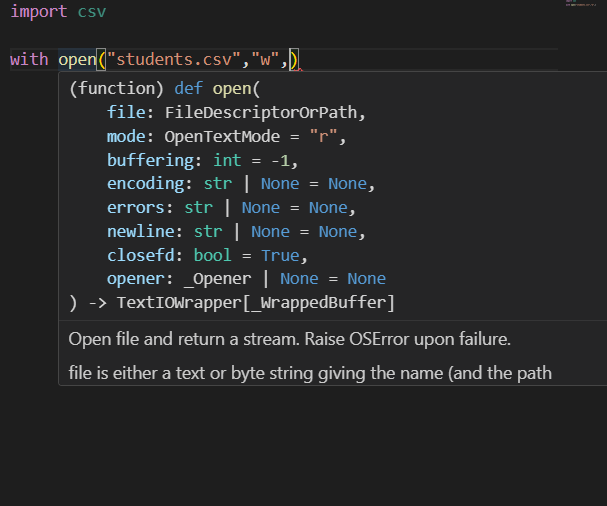 import csv
with open("students.csv","w",)
(function) def open(
file: FileDescriptorOrPath,
mode: OpenTextMode = "r",
buffering: int = -1,
encoding: str | None = None,
errors: str | None = None,
newline: str | None = None,
closefd: bool = True,
opener: _Opener | None = None
) -> TextIOWrapper[_WrappedBuffer]
Open file and return a stream. Raise OSError upon failure.
file is either a text or byte string giving the name (and the path